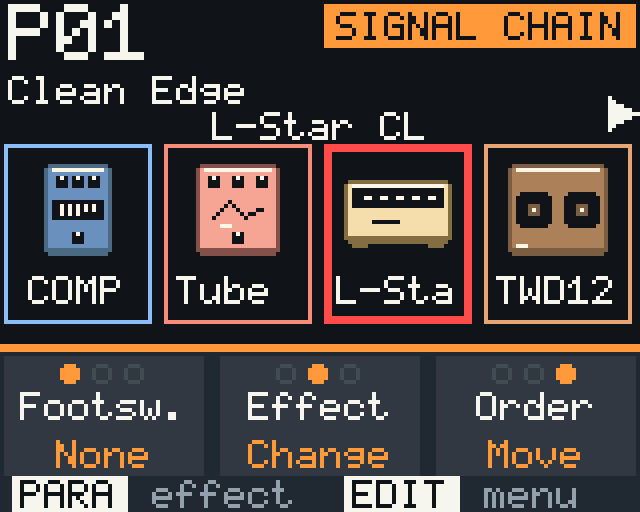 P01
SIGNAL CHAIN
Clean Edge
L-Star CL
COMP Tube L-Sta TWD12
Footsw. Effect Order
None Change Move
PARA effect EDIT menu